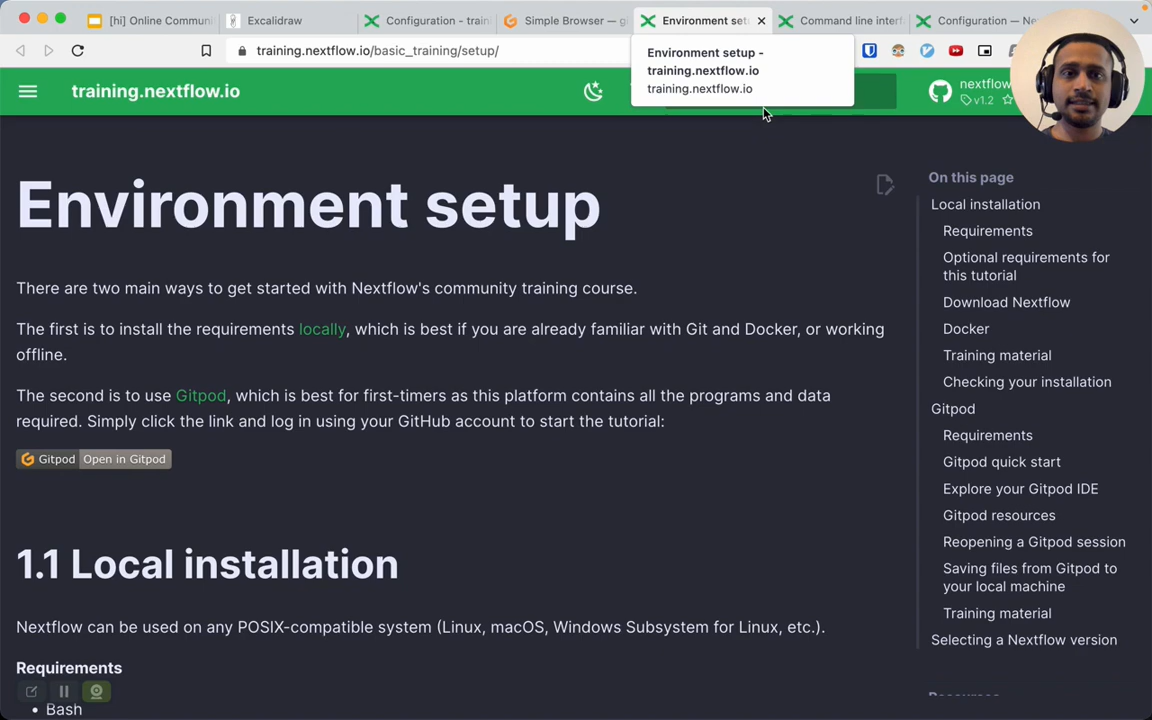 [hi] Online Communi
Excalidraw
Configuration - train
Simple Browser — gi
Environment set
Command line interf
Configuration — Ne
training.nextflow.io/basic_training/setup/
Environment setup -
training.nextflow.io
training.nextflow.io
training.nextflow.io
nextflow
v1.2
Environment setup
There are two main ways to get started with Nextflow's community training course.
The first is to install the requirements locally, which is best if you are already familiar with Git and Docker, or working
offline.
The second is to use Gitpod, which is best for first-timers as this platform contains all the programs and data
required. Simply click the link and log in using your GitHub account to start the tutorial:
Gitpod Open in Gitpod
1.1 Local installation
Nextflow can be used on any POSIX-compatible system (Linux, macOS, Windows Subsystem for Linux, etc.).
Requirements
• Bash
On this page
Local installation
Requirements
Optional requirements for
this tutorial
Download Nextflow
Docker
Training material
Checking your installation
Gitpod
Requirements
Gitpod quick start
Explore your Gitpod IDE
Gitpod resources
Reopening a Gitpod session
Saving files from Gitpod to
your local machine
Training material
Selecting a Nextflow version